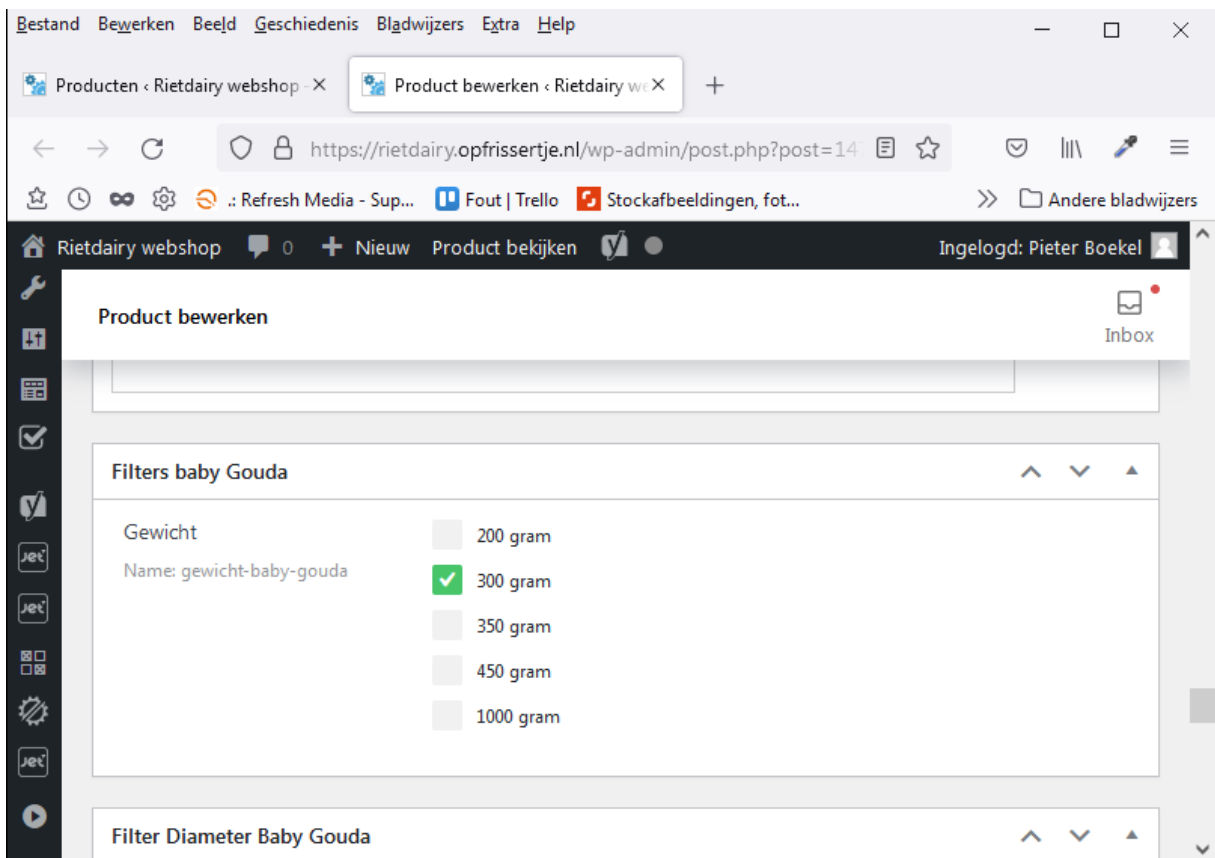 Bestand Bewerken Beeld Geschiedenis Bladwijzers Extra Help
Producten ‹ Rietdairy webshop - Product bewerken ‹ Rietdairy we
https://rietdairy.opfrissertje.nl/wp-admin/post.php?post=14
.: Refresh Media - Sup... Fout | Trello Stockafbeeldingen, fot... Andere bladwijzers
Rietdairy webshop 0 + Nieuw Product bekijken Ingelogd: Pieter Boekel
Product bewerken
Inbox
Filters baby Gouda
Gewicht
Name: gewicht-baby-gouda
200 gram
300 gram
350 gram
450 gram
1000 gram
Filter Diameter Baby Gouda